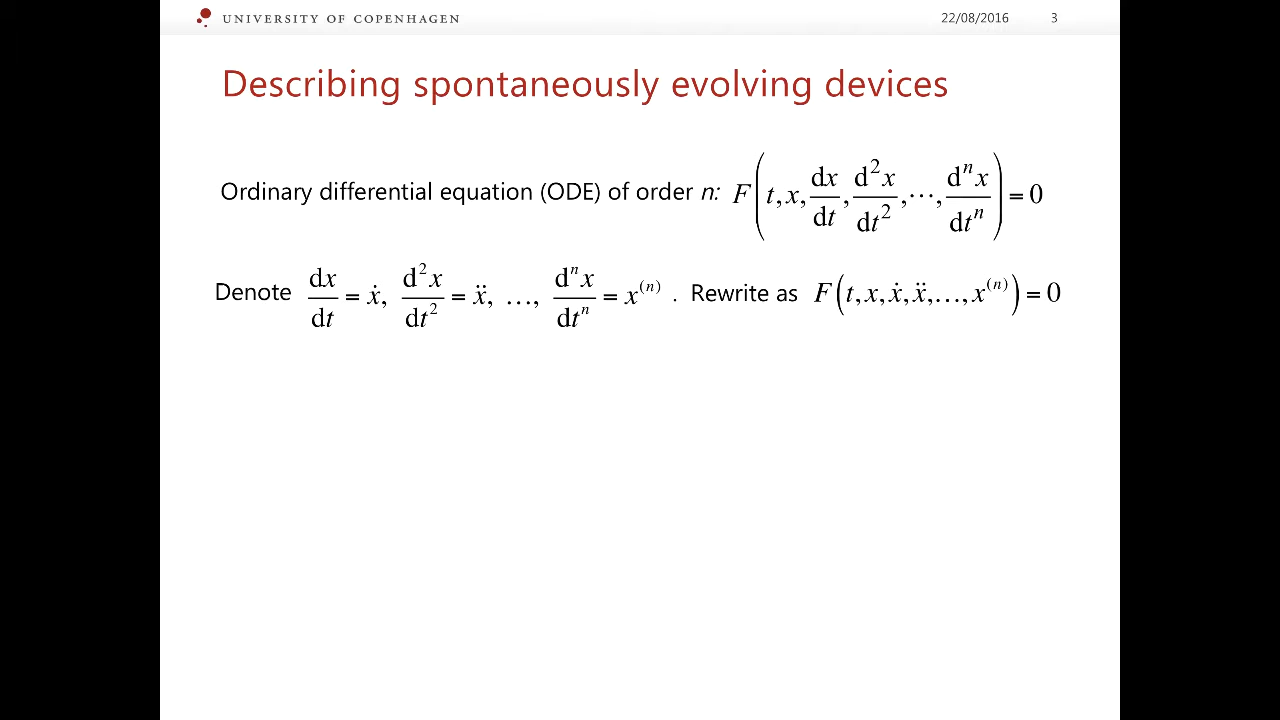 UNIVERSITY OF COPENHAGEN 22/08/2016 3
Describing spontaneously evolving devices
Ordinary differential equation (ODE) of order n: F(t, x, dx/dt, d²x/dt², ⋯, dⁿx/dtⁿ) = 0
Denote dx/dt = ẋ, d²x/dt² = ẍ, …, dⁿx/dtⁿ = x⁽ⁿ⁾ . Rewrite as F(t, x, ẋ, ẍ, …, x⁽ⁿ⁾) = 0